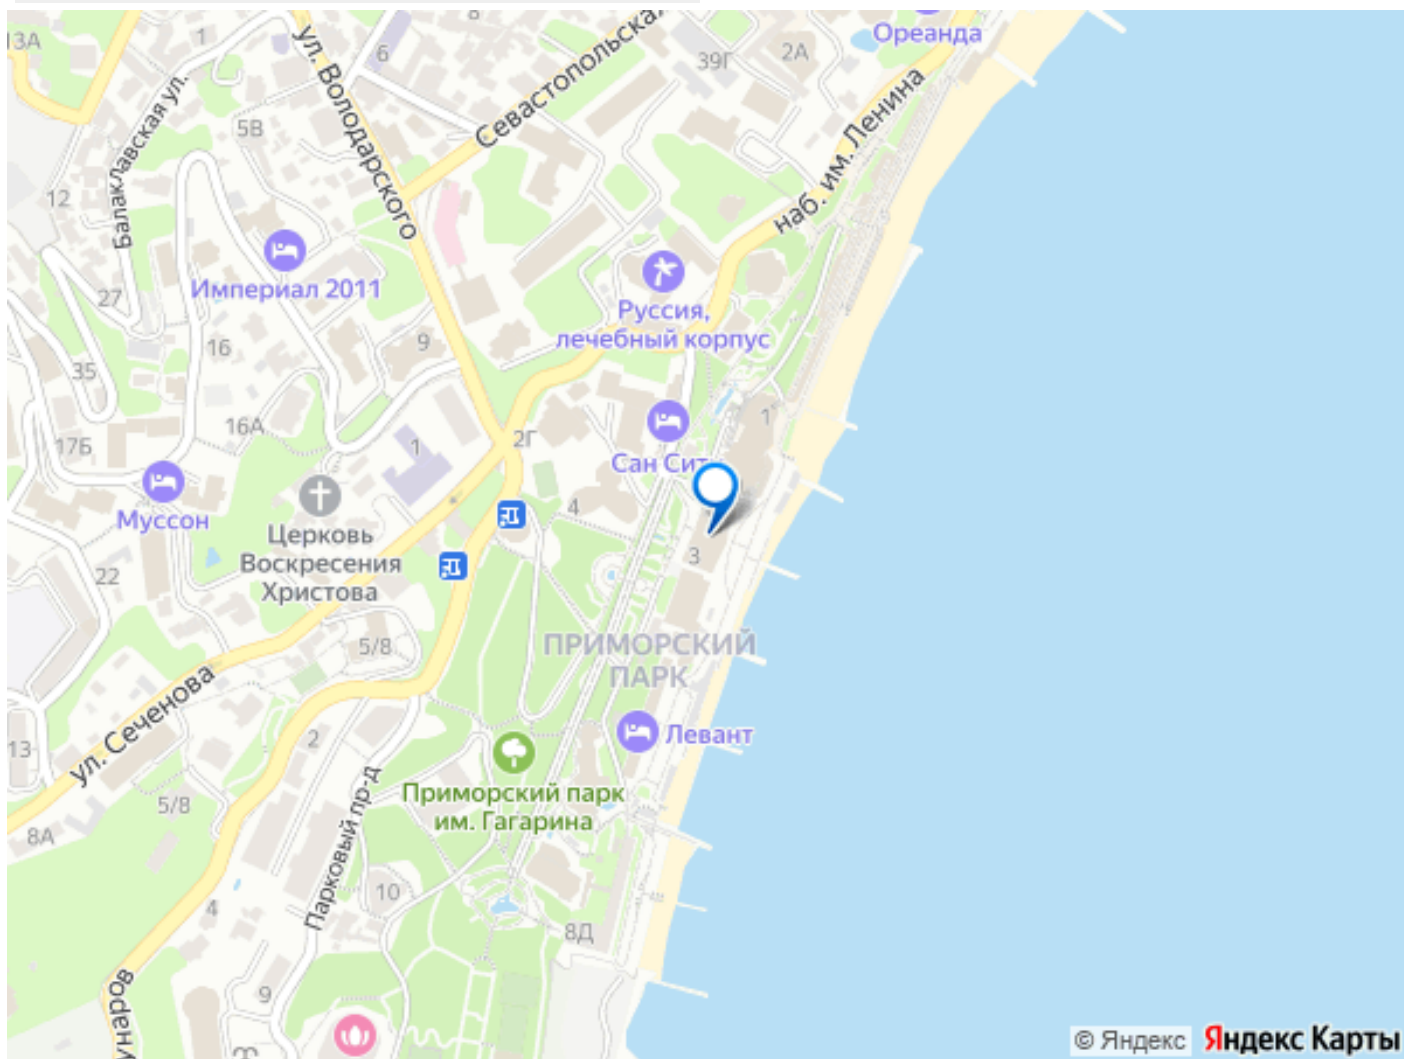 Ореанда
13А
1
8
6
39Г
2А
ул. Володарского
Севастопольская
наб. им. Ленина
Балаклавская ул.
5В
12
Империал 2011
27
Руссия,
лечебный корпус
16
9
35
1
16А
2Г
17Б
1
Сан Сит
Муссон
4
Церковь
Воскресения
Христова
3
22
5/8
ПРИМОРСКИЙ
ПАРК
ул. Сеченова
13
2
Левант
Приморский парк
им. Гагарина
5/8
8А
Парковый пр-д
10
4
8Д
9
унаров
© Яндекс
Яндекс Карты